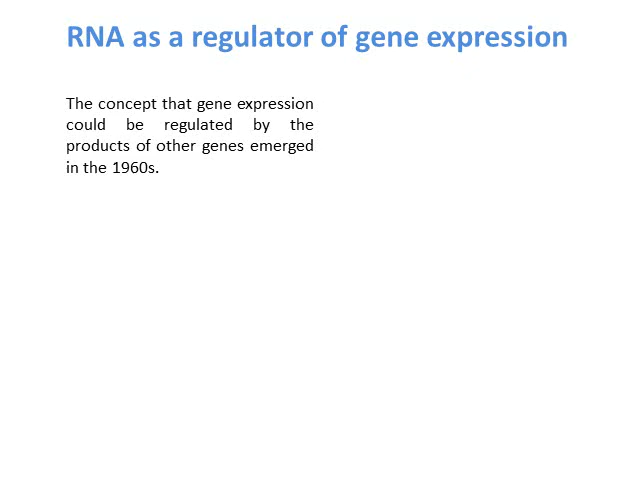 RNA as a regulator of gene expression
The concept that gene expression
could be regulated by the
products of other genes emerged
in the 1960s.